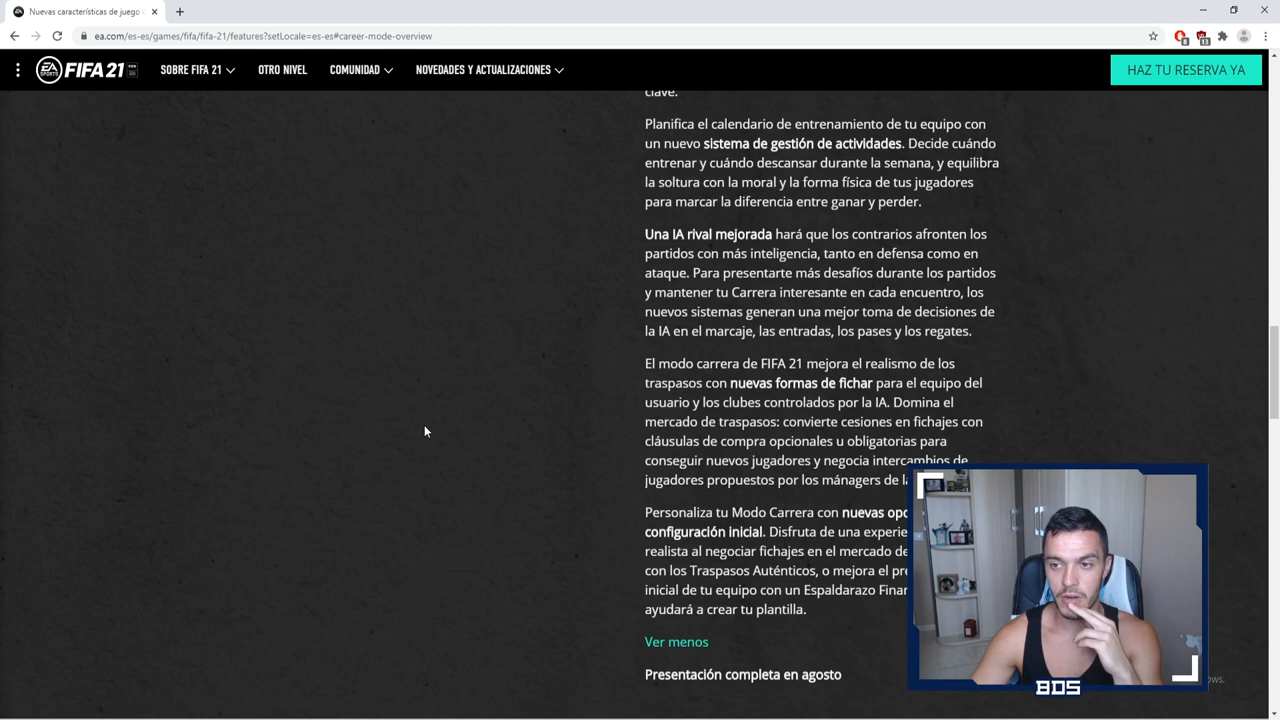 Nuevas características de juego
ea.com/es-es/games/fifa/fifa-21/features?setLocale=es-es#career-mode-overview
EA SPORTS FIFA 21 SOBRE FIFA 21 OTRO NIVEL COMUNIDAD NOVEDADES Y ACTUALIZACIONES HAZ TU RESERVA YA
clave.
Planifica el calendario de entrenamiento de tu equipo con
un nuevo sistema de gestión de actividades. Decide cuándo
entrenar y cuándo descansar durante la semana, y equilibra
la soltura con la moral y la forma física de tus jugadores
para marcar la diferencia entre ganar y perder.
Una IA rival mejorada hará que los contrarios afronten los
partidos con más inteligencia, tanto en defensa como en
ataque. Para presentarte más desafíos durante los partidos
y mantener tu Carrera interesante en cada encuentro, los
nuevos sistemas generan una mejor toma de decisiones de
la IA en el marcaje, las entradas, los pases y los regates.
El modo carrera de FIFA 21 mejora el realismo de los
traspasos con nuevas formas de fichar para el equipo del
usuario y los clubes controlados por la IA. Domina el
mercado de traspasos: convierte cesiones en fichajes con
cláusulas de compra opcionales u obligatorias para
conseguir nuevos jugadores y negocia intercambios de
jugadores propuestos por los mánagers de la
Personaliza tu Modo Carrera con nuevas opc
configuración inicial. Disfruta de una experie
realista al negociar fichajes en el mercado de
con los Traspasos Auténticos, o mejora el pre
inicial de tu equipo con un Espaldarazo Finan
ayudará a crear tu plantilla.
Ver menos
Presentación completa en agosto
BDS